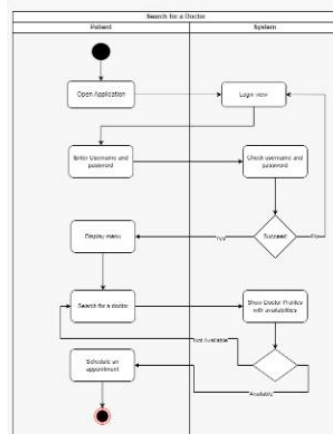 Search for a Doctor
Patient
System
Open Application
Login view
Enter Username and
password
Check username and
password
Display menu
Yes
Succeed
No
Search for a doctor
Show Doctor Profiles
with availabilities
Not Available
Schedule an
appointment
Available